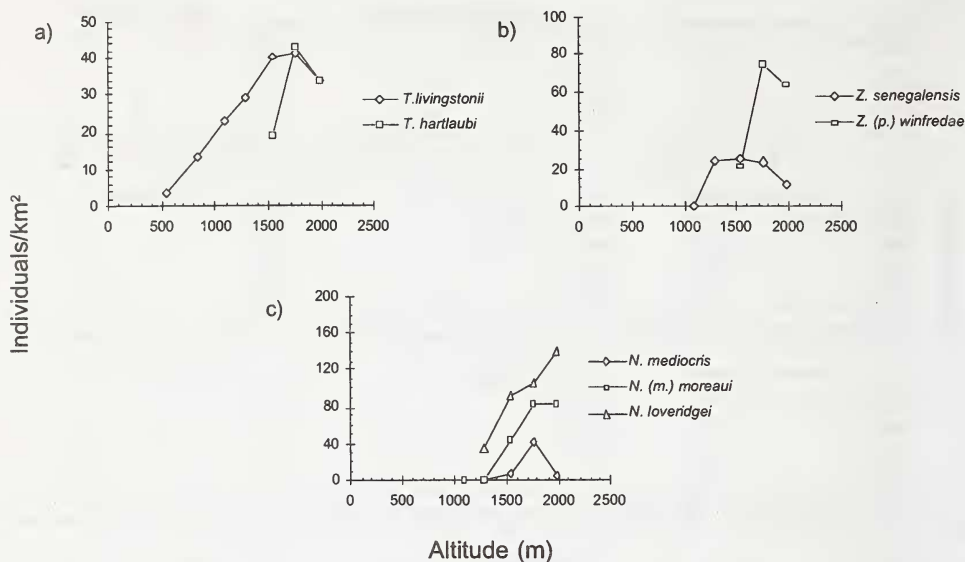 a)
50
40
30
20
10
0
0 500 1000 1500 2000 2500
T.livingstonii
T. hartlaubi
b)
100
80
60
40
20
0
0 500 1000 1500 2000 2500
Z. senegalensis
Z. (p.) winfredae
Individuals/km²
c)
200
160
120
80
40
0
0 500 1000 1500 2000 2500
N. mediocris
N. (m.) moreaui
N. loveridgei
Altitude (m)